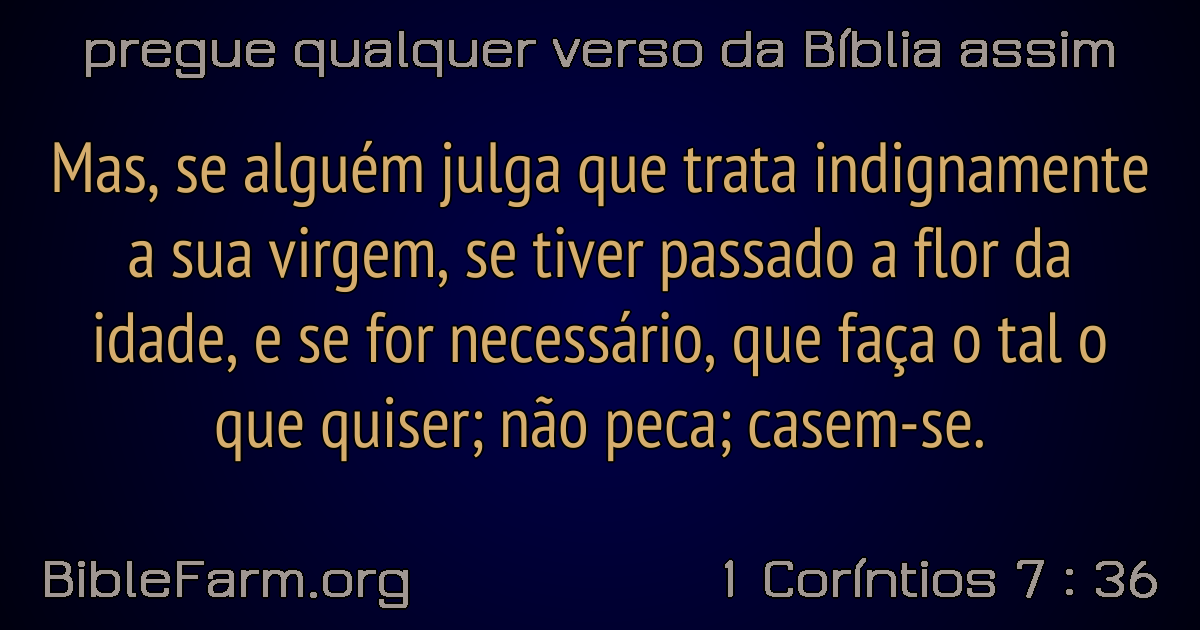 pregue qualquer verso da Bíblia assim
Mas, se alguém julga que trata indignamente
a sua virgem, se tiver passado a flor da
idade, e se for necessário, que faça o tal o
que quiser; não peca; casem-se.
BibleFarm.org
1 Coríntios 7 : 36